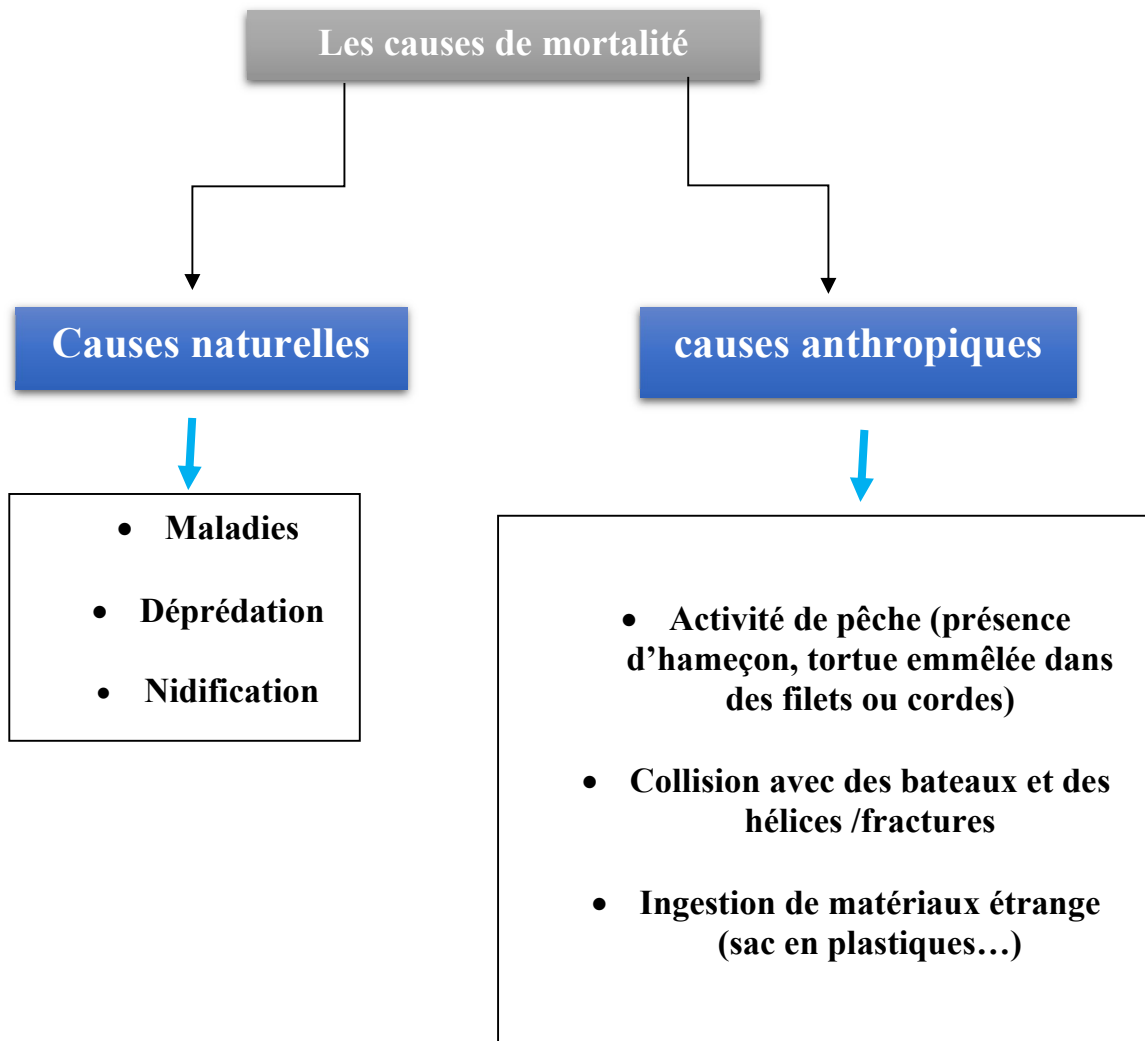 Les causes de mortalité
Causes naturelles
causes anthropiques
• Maladies
• Déprédation
• Nidification
• Activité de pêche (présence
d’hameçon, tortue emmêlée dans
des filets ou cordes)
• Collision avec des bateaux et des
hélices /fractures
• Ingestion de matériaux étrange
(sac en plastiques…)